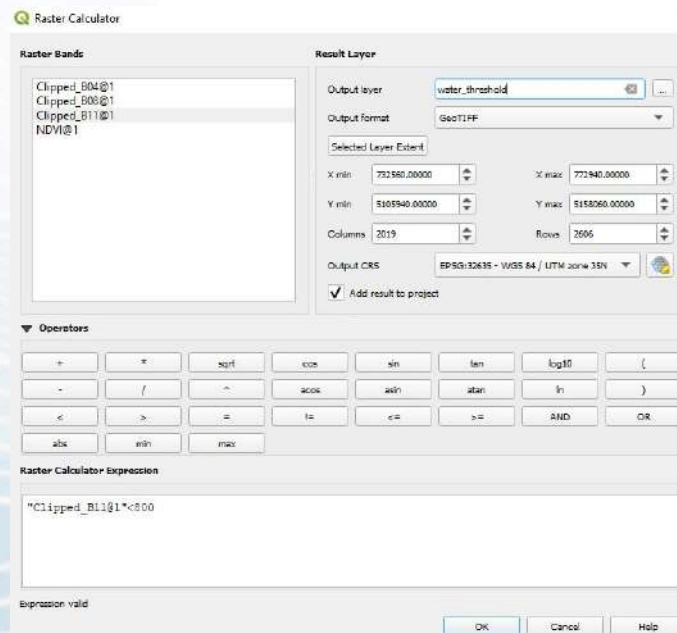 Raster Calculator
Raster Bands
Clipped_B04@1
Clipped_B08@1
Clipped_B11@1
NDVI@1
Result Layer
Output layer water_threshold ...
Output format GeoTIFF
Selected Layer Extent
X min 732560.00000 X max 772940.00000
Y min 5105940.00000 Y max 5158060.00000
Columns 2019 Rows 2606
Output CRS EPSG:32635 - WGS 84 / UTM zone 35N
Add result to project
Operators
+ * sqrt cos sin tan log10 (
- / ^ acos asin atan ln )
< > = != <= >= AND OR
abs min max
Raster Calculator Expression
"Clipped_B11@1"<800
Expression valid
OK Cancel Help